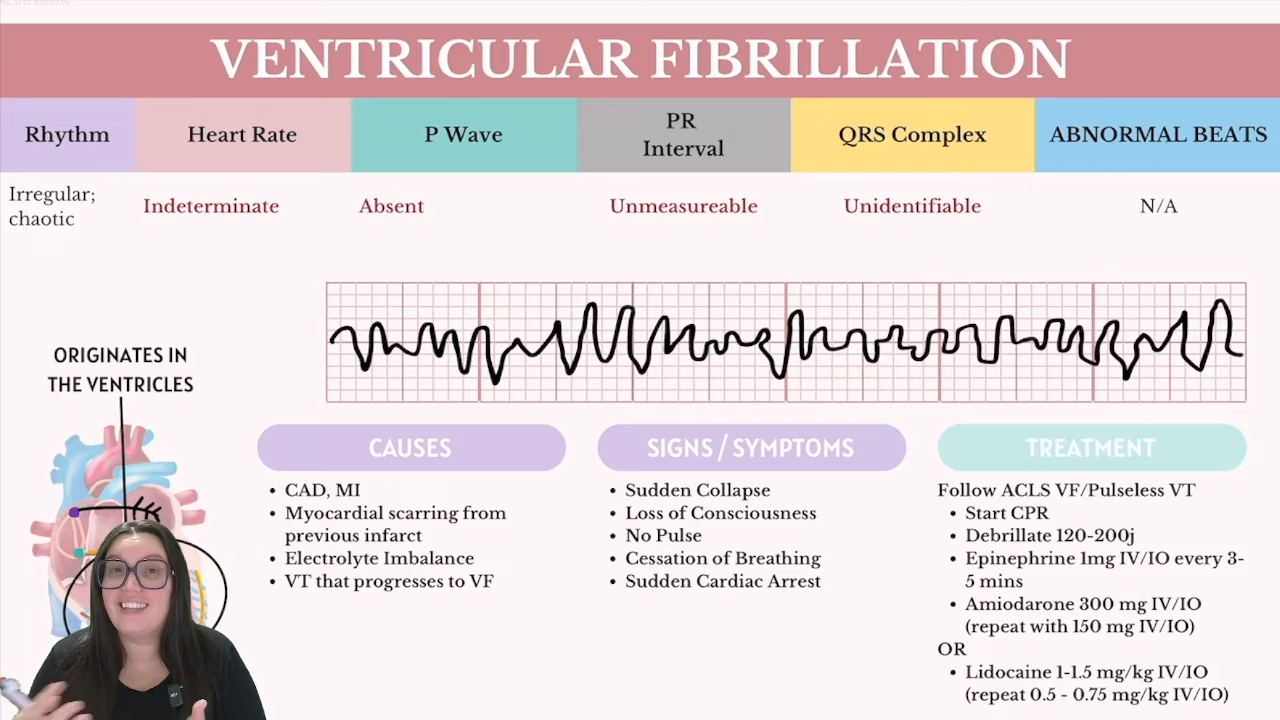 VENTRICULAR FIBRILLATION
Rhythm
Heart Rate
P Wave
PR
Interval
QRS Complex
ABNORMAL BEATS
Irregular;
chaotic
Indeterminate
Absent
Unmeasureable
Unidentifiable
N/A
ORIGINATES IN
THE VENTRICLES
CAUSES
• CAD, MI
• Myocardial scarring from
previous infarct
• Electrolyte Imbalance
• VT that progresses to VF
SIGNS / SYMPTOMS
• Sudden Collapse
• Loss of Consciousness
• No Pulse
• Cessation of Breathing
• Sudden Cardiac Arrest
TREATMENT
Follow ACLS VF/Pulseless VT
• Start CPR
• Debrillate 120-200j
• Epinephrine 1mg IV/IO every 3-
5 mins
• Amiodarone 300 mg IV/IO
(repeat with 150 mg IV/IO)
OR
• Lidocaine 1-1.5 mg/kg IV/IO
(repeat 0.5 - 0.75 mg/kg IV/IO)